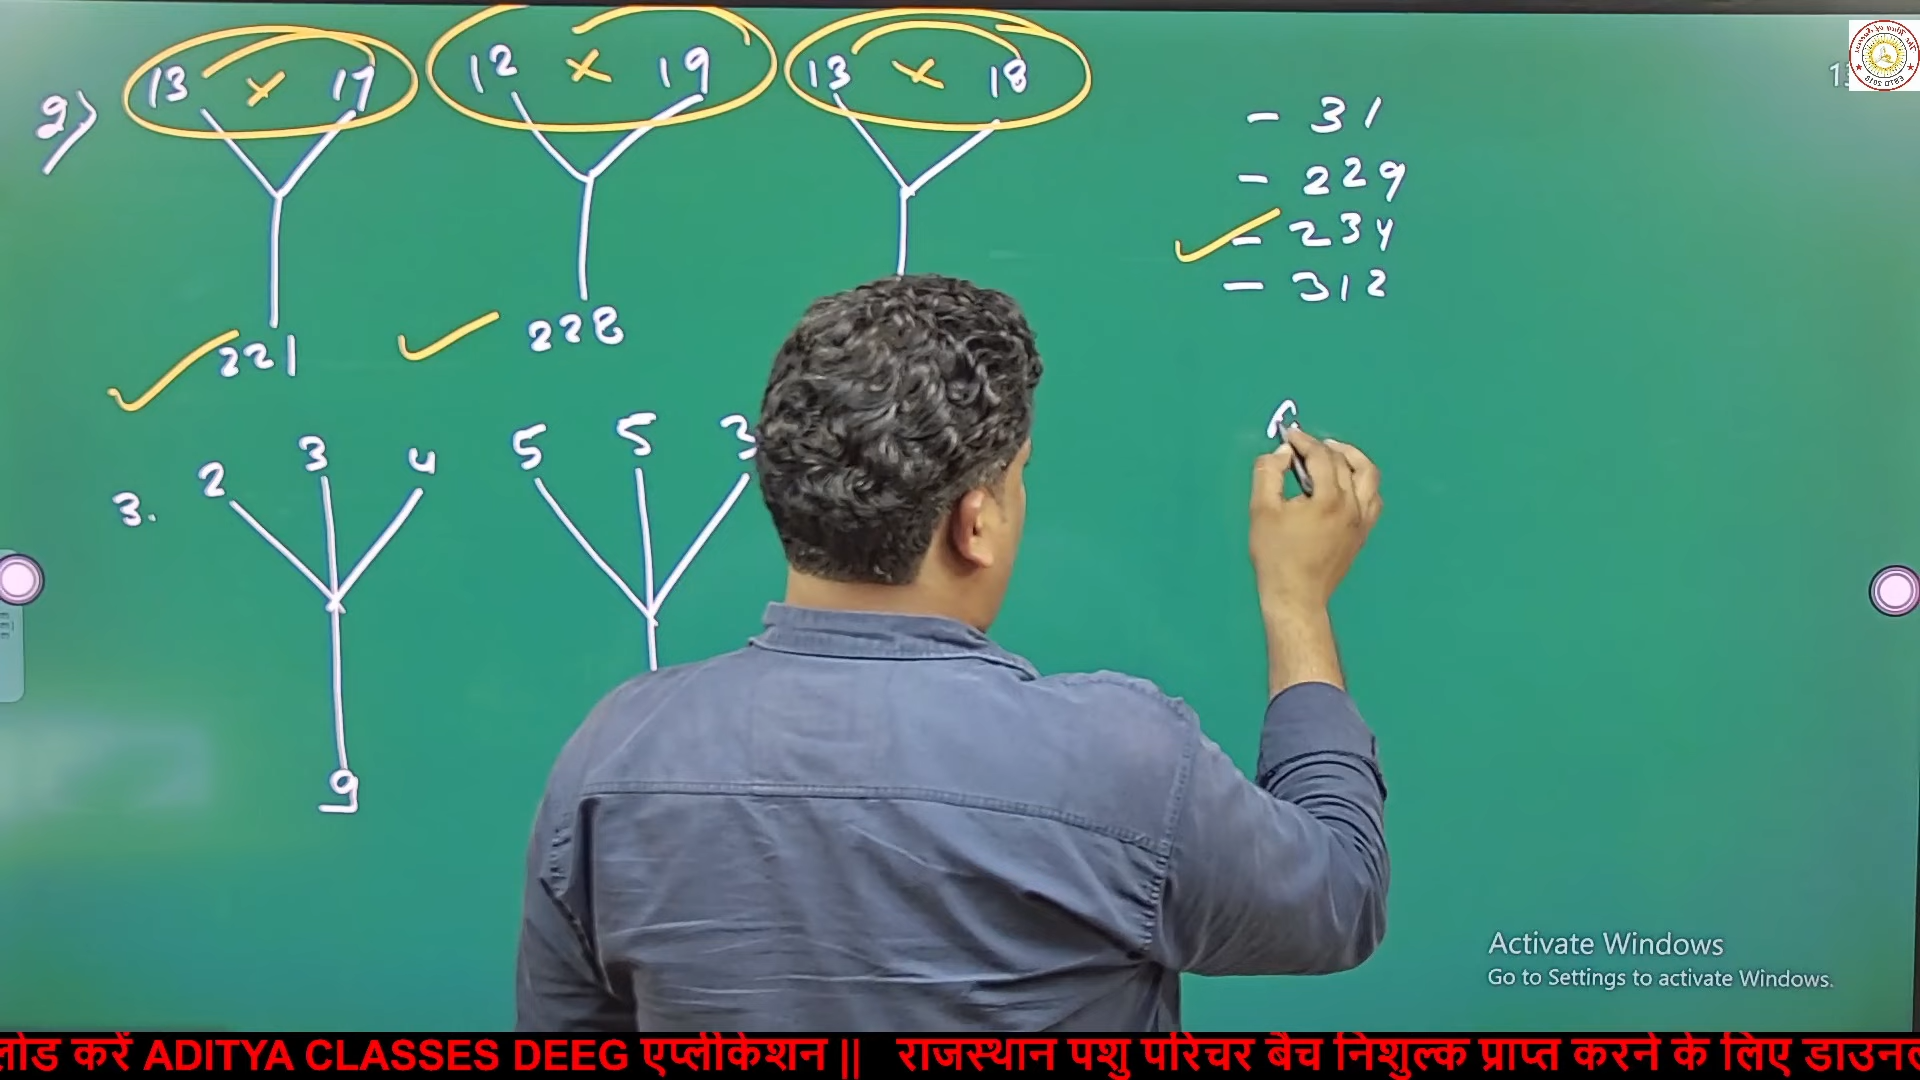 2) 13 × 17 12 × 19 13 × 18
- 31
- 229
- 234
- 312
221 228
3. 2 3 4 5 5 3
9
Activate Windows
Go to Settings to activate Windows.
लोड करें ADITYA CLASSES DEEG एप्लीकेशन || राजस्थान पशु परिचर बैच निशुल्क प्राप्त करने के लिए डाउनल